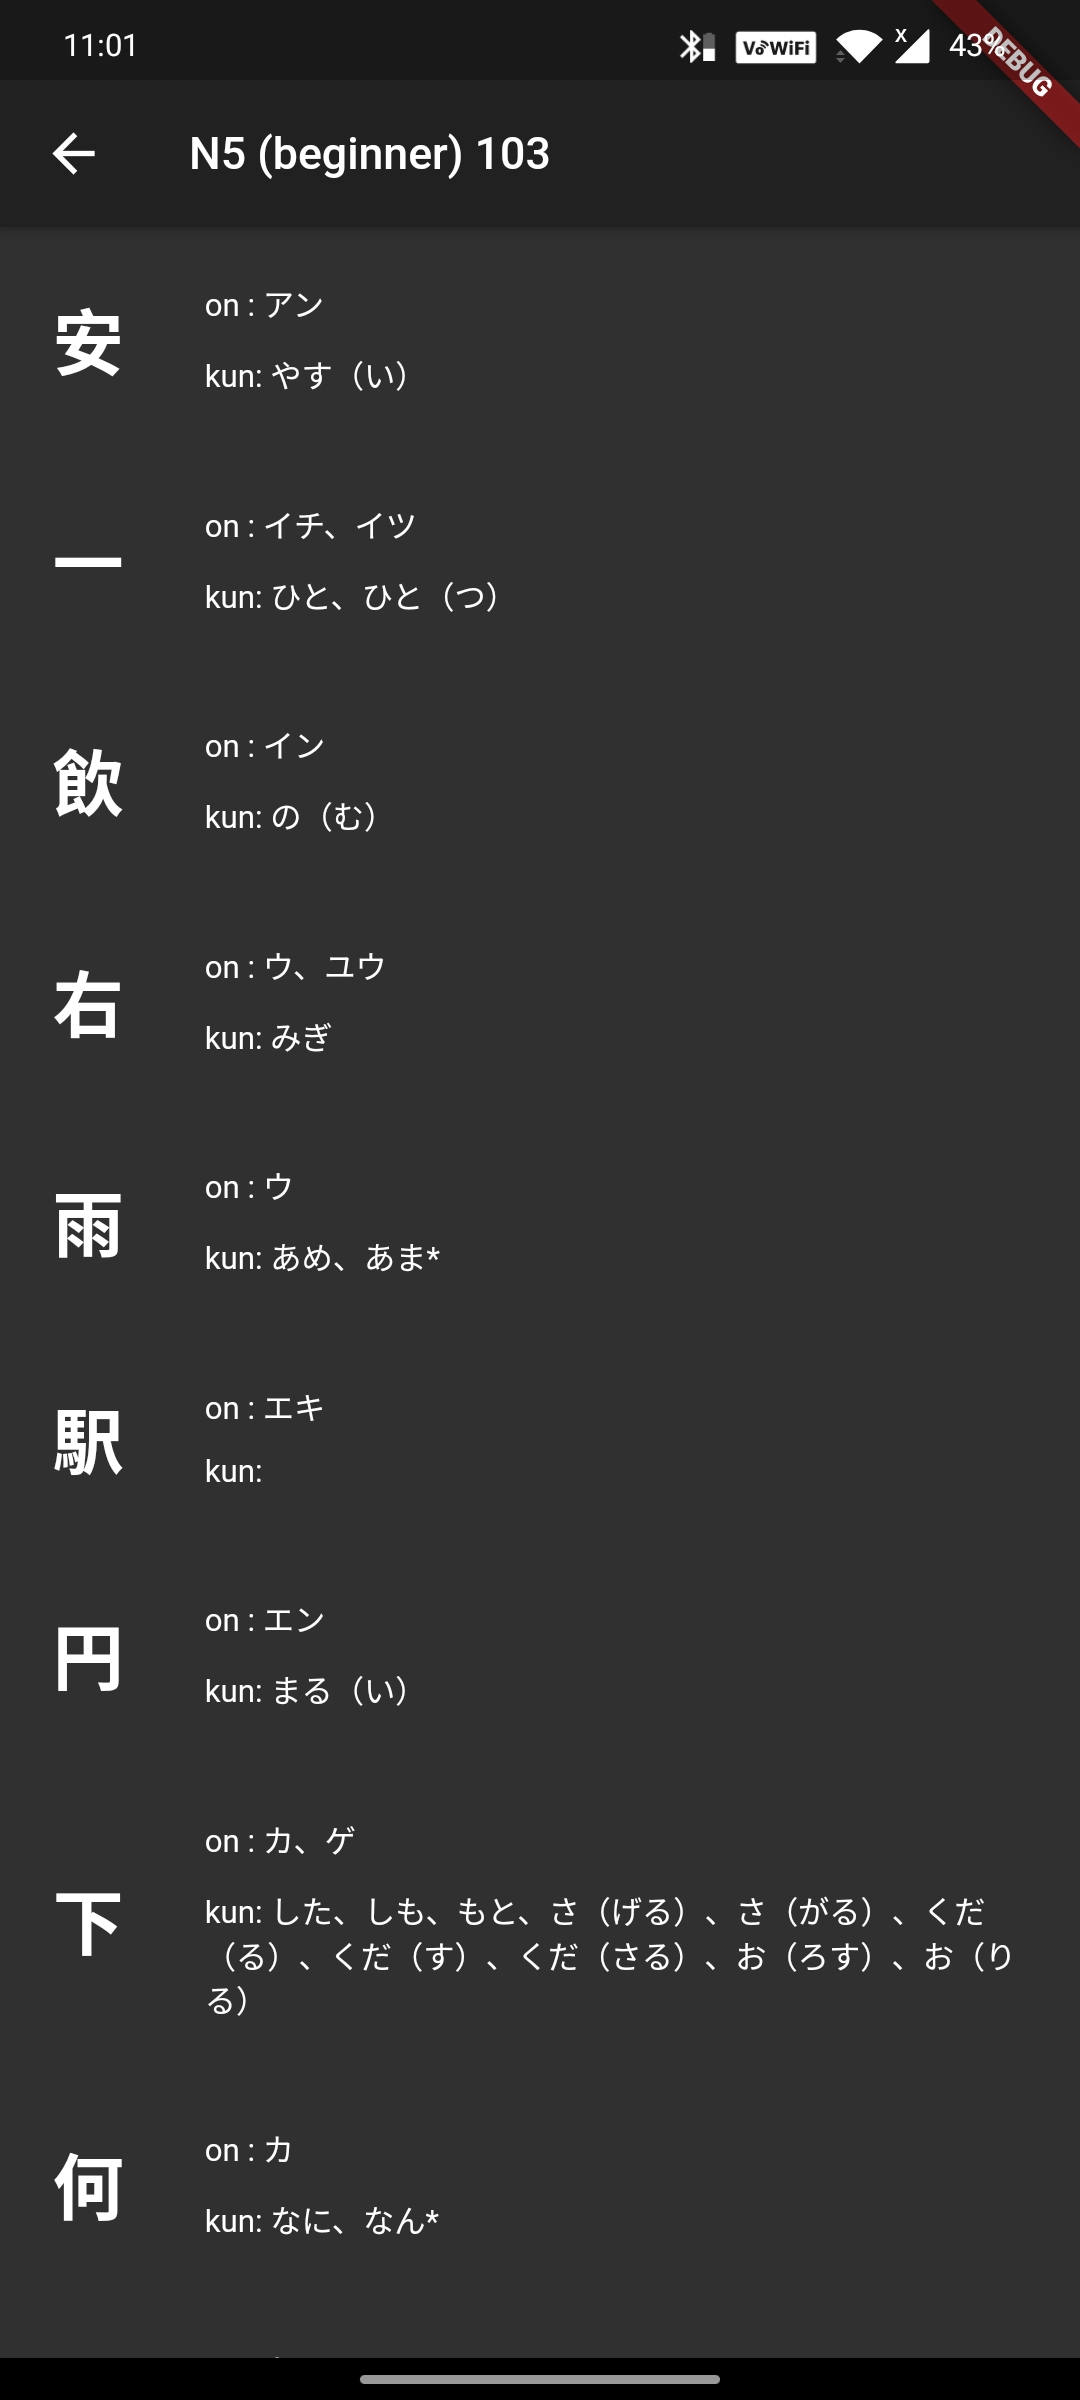 11:01
VoWiFi
X
43%
DEBUG
N5 (beginner) 103
安
on : アン
kun: やす（い）
一
on : イチ、イツ
kun: ひと、ひと（つ）
飲
on : イン
kun: の（む）
右
on : ウ、ユウ
kun: みぎ
雨
on : ウ
kun: あめ、あま*
駅
on : エキ
kun:
円
on : エン
kun: まる（い）
下
on : カ、ゲ
kun: した、しも、もと、さ（げる）、さ（がる）、くだ
（る）、くだ（す）、くだ（さる）、お（ろす）、お（り
る）
何
on : カ
kun: なに、なん*